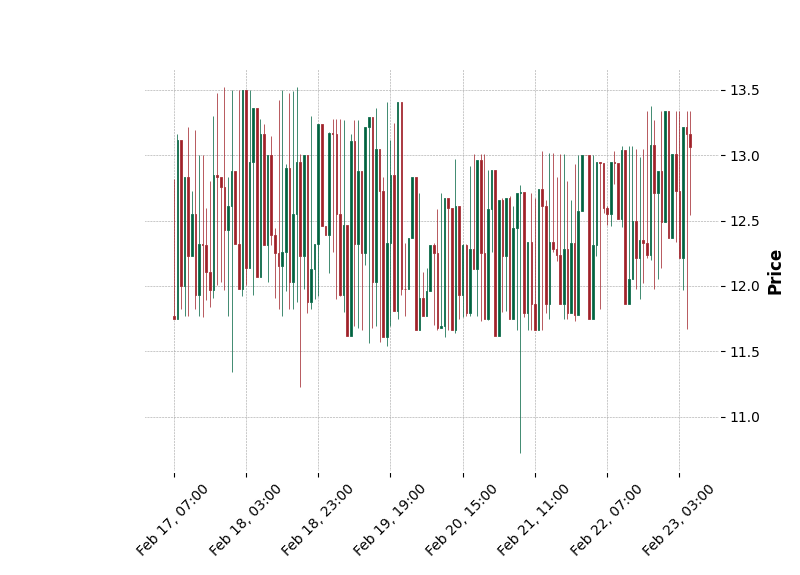 13.5
13.0
12.5
12.0
11.5
11.0
Price
Feb 17, 07:00
Feb 18, 03:00
Feb 18, 23:00
Feb 19, 19:00
Feb 20, 15:00
Feb 21, 11:00
Feb 22, 07:00
Feb 23, 03:00